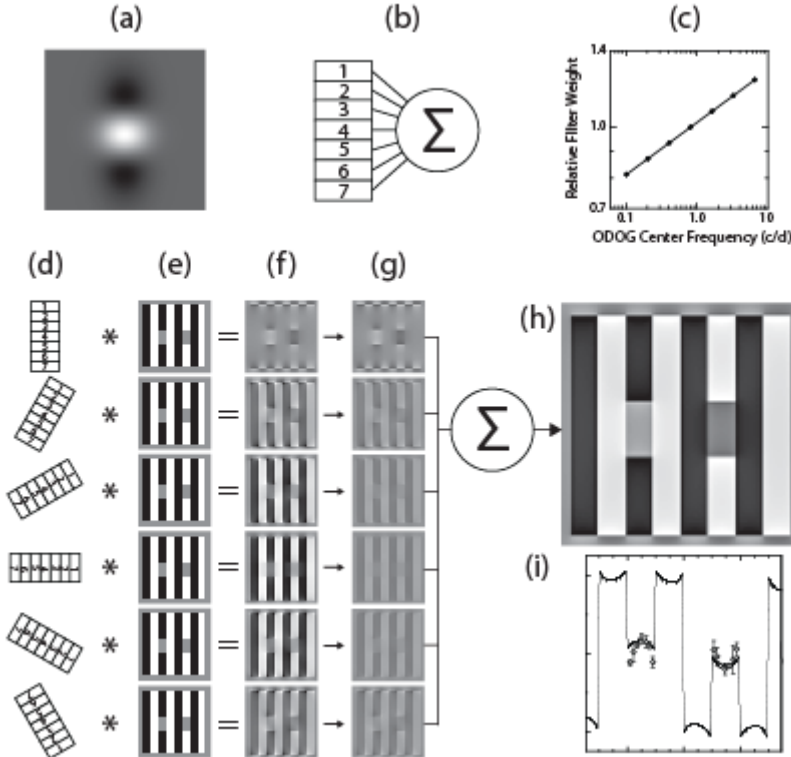 (a)
(b)
(c)
1
2
3
4
5
6
7
Σ
Relative Filter Weight
1.4
1.0
0.7
0.1
1.0
10
ODOG Center Frequency (c/d)
(d)
(e)
(f)
(g)
* = →
* = →
* = →
* = →
* = →
* = →
Σ
(h)
(i)